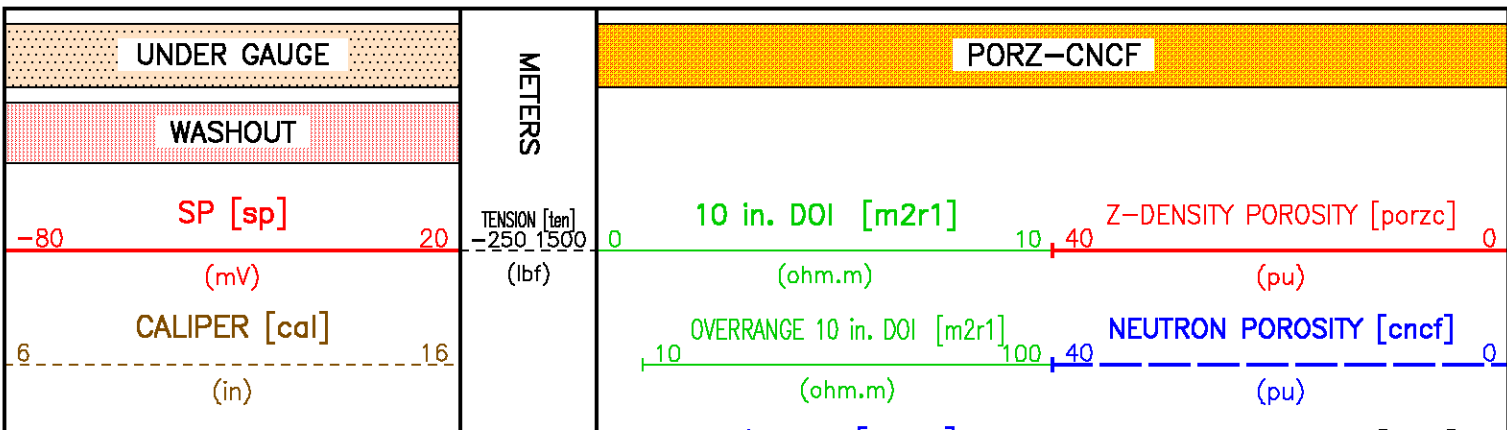 UNDER GAUGE
WASHOUT
SP [sp]
-80 20
(mV)
CALIPER [cal]
6 16
(in)
METERS
TENSION [ten]
-250 1500
(lbf)
PORZ-CNCF
10 in. DOI [m2r1]
0 10
(ohm.m)
OVERRANGE 10 in. DOI [m2r1]
10 100
(ohm.m)
Z-DENSITY POROSITY [porzc]
40 0
(pu)
NEUTRON POROSITY [cncf]
40 0
(pu)